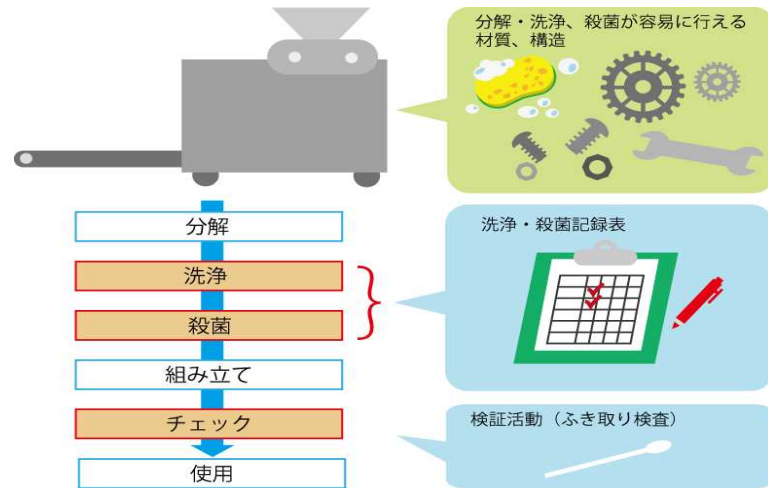 分解・洗浄、殺菌が容易に行える
材質、構造
分解
洗浄
殺菌
組み立て
チェック
使用
洗浄・殺菌記録表
検証活動（ふき取り検査）